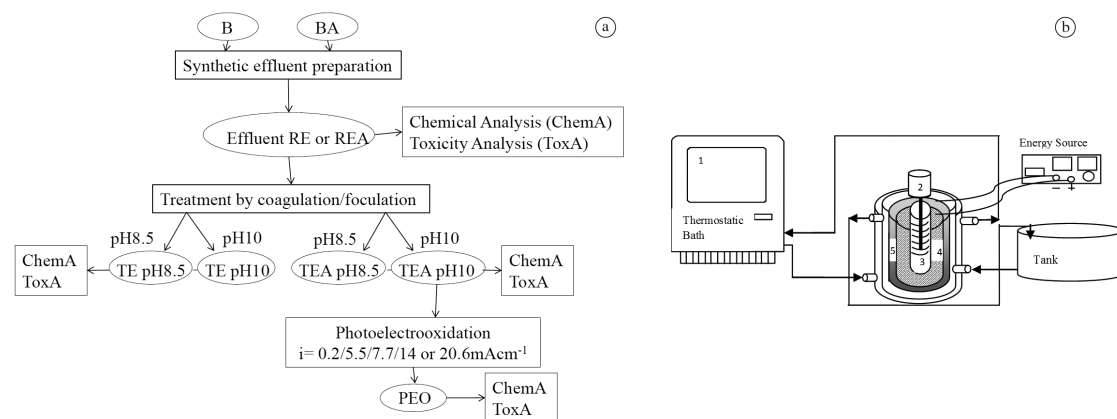 B
BA
a
Synthetic effluent preparation
Effluent RE or REA
Chemical Analysis (ChemA)
Toxicity Analysis (ToxA)
Treatment by coagulation/foculation
pH8.5
pH10
pH8.5
pH10
ChemA
ToxA
TE pH8.5
TE pH10
TEA pH8.5
TEA pH10
ChemA
ToxA
Photoelectrooxidation
i= 0.2/5.5/7.7/14 or 20.6mAcm-1
PEO
ChemA
ToxA
b
Energy Source
1
2
Thermostatic
Bath
5
4
3
Tank
− +